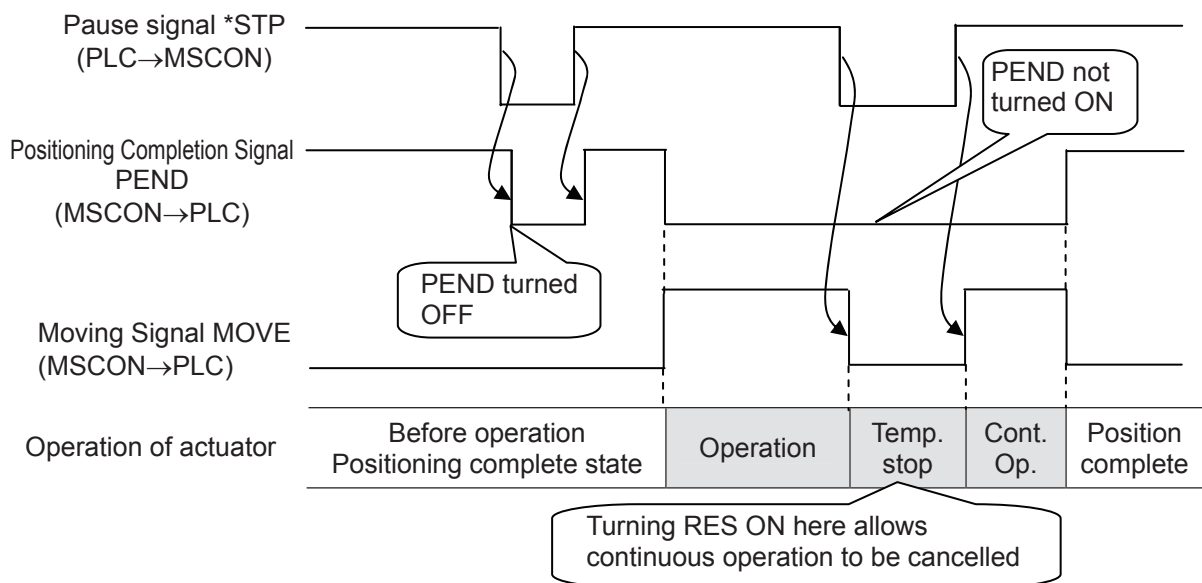 Pause signal *STP
(PLC→MSCON)
PEND not
turned ON
Positioning Completion Signal
PEND
(MSCON→PLC)
PEND turned
OFF
Moving Signal MOVE
(MSCON→PLC)
Operation of actuator
Before operation
Positioning complete state
Operation
Temp.
stop
Cont.
Op.
Position
complete
Turning RES ON here allows
continuous operation to be cancelled